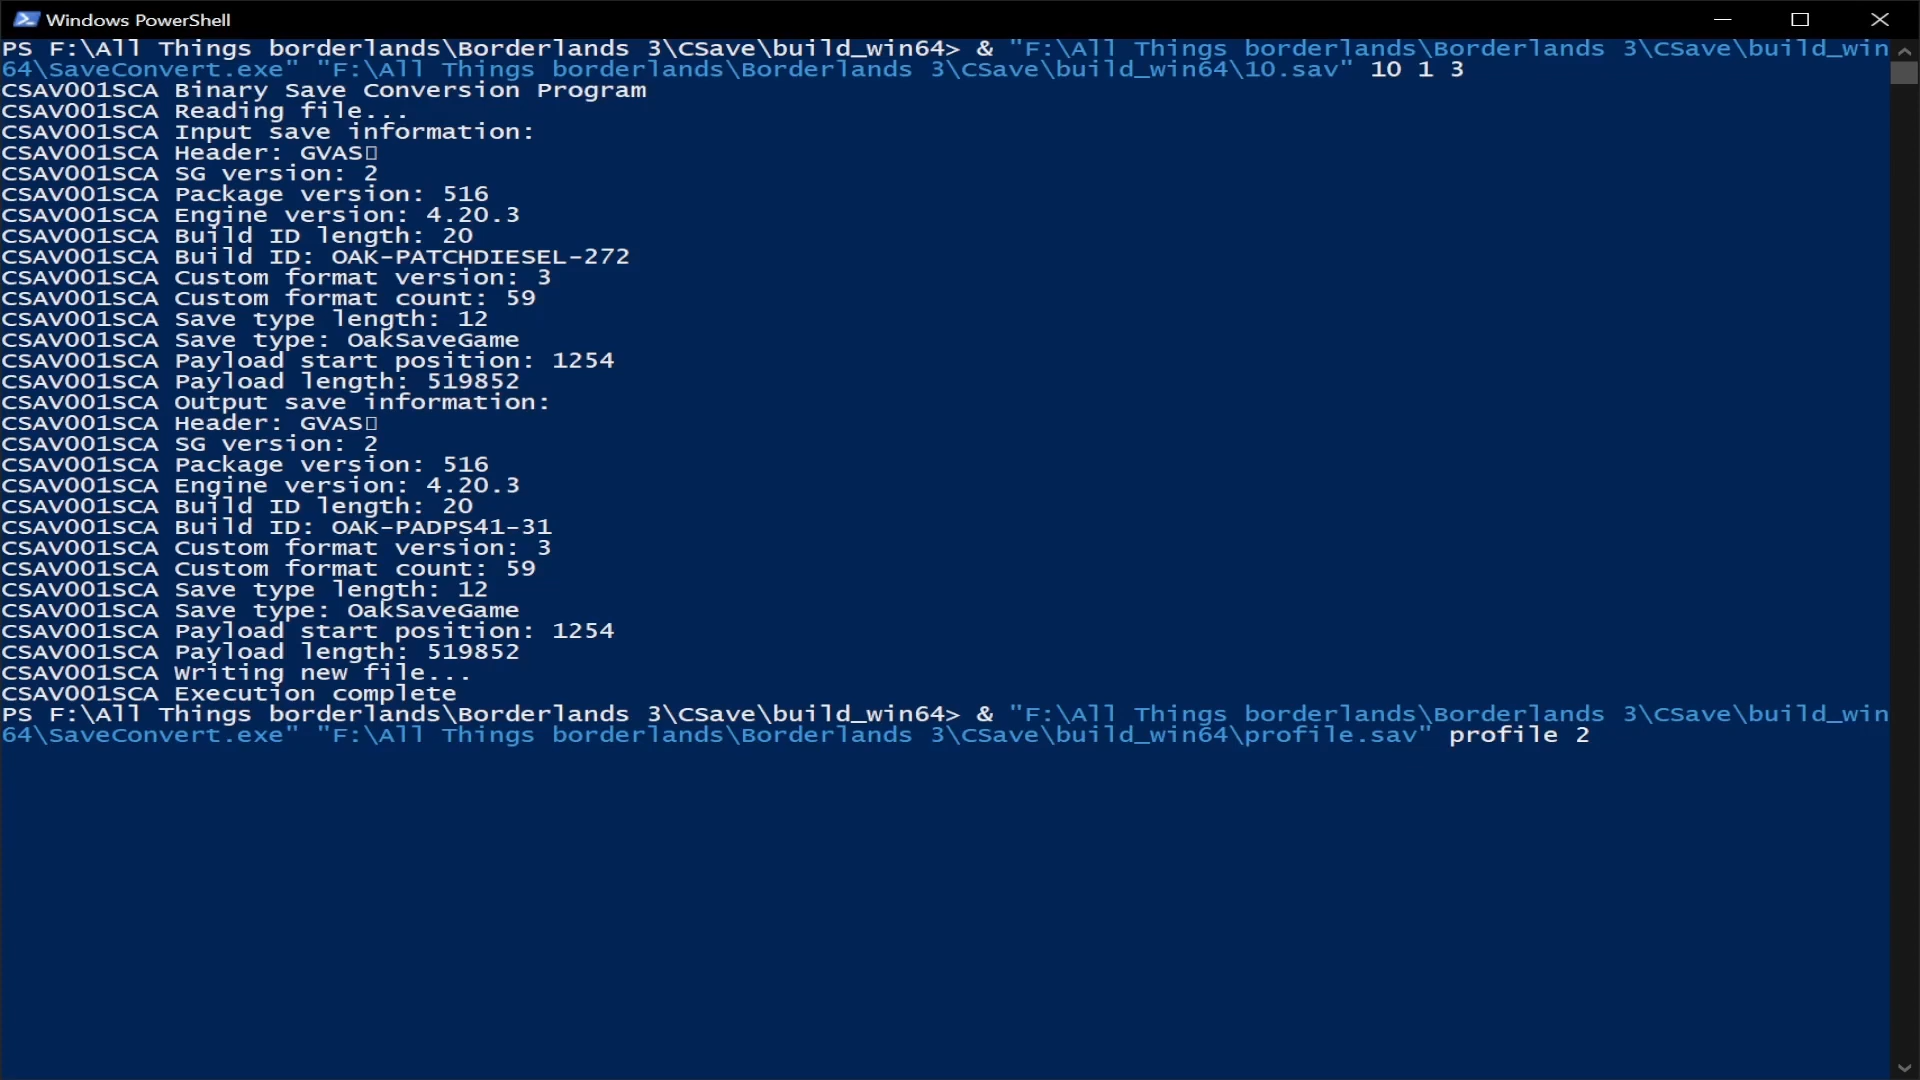 Windows PowerShell
PS F:\All Things borderlands\Borderlands 3\CSave\build_win64> & "F:\All Things borderlands\Borderlands 3\CSave\build_win
64\SaveConvert.exe" "F:\All Things borderlands\Borderlands 3\CSave\build_win64\10.sav" 10 1 3
CSAV001SCA Binary Save Conversion Program
CSAV001SCA Reading file...
CSAV001SCA Input save information:
CSAV001SCA Header: GVAS▯
CSAV001SCA SG version: 2
CSAV001SCA Package version: 516
CSAV001SCA Engine version: 4.20.3
CSAV001SCA Build ID length: 20
CSAV001SCA Build ID: OAK-PATCHDIESEL-272
CSAV001SCA Custom format version: 3
CSAV001SCA Custom format count: 59
CSAV001SCA Save type length: 12
CSAV001SCA Save type: OakSaveGame
CSAV001SCA Payload start position: 1254
CSAV001SCA Payload length: 519852
CSAV001SCA Output save information:
CSAV001SCA Header: GVAS▯
CSAV001SCA SG version: 2
CSAV001SCA Package version: 516
CSAV001SCA Engine version: 4.20.3
CSAV001SCA Build ID length: 20
CSAV001SCA Build ID: OAK-PADPS41-31
CSAV001SCA Custom format version: 3
CSAV001SCA Custom format count: 59
CSAV001SCA Save type length: 12
CSAV001SCA Save type: OakSaveGame
CSAV001SCA Payload start position: 1254
CSAV001SCA Payload length: 519852
CSAV001SCA Writing new file...
CSAV001SCA Execution complete
PS F:\All Things borderlands\Borderlands 3\CSave\build_win64> & "F:\All Things borderlands\Borderlands 3\CSave\build_win
64\SaveConvert.exe" "F:\All Things borderlands\Borderlands 3\CSave\build_win64\profile.sav" profile 2